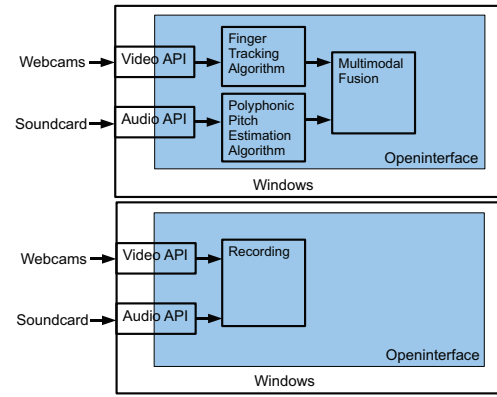 Webcams
Video API
Finger
Tracking
Algorithm
Multimodal
Fusion
Soundcard
Audio API
Polyphonic
Pitch
Estimation
Algorithm
Openinterface
Windows
Webcams
Video API
Recording
Soundcard
Audio API
Openinterface
Windows